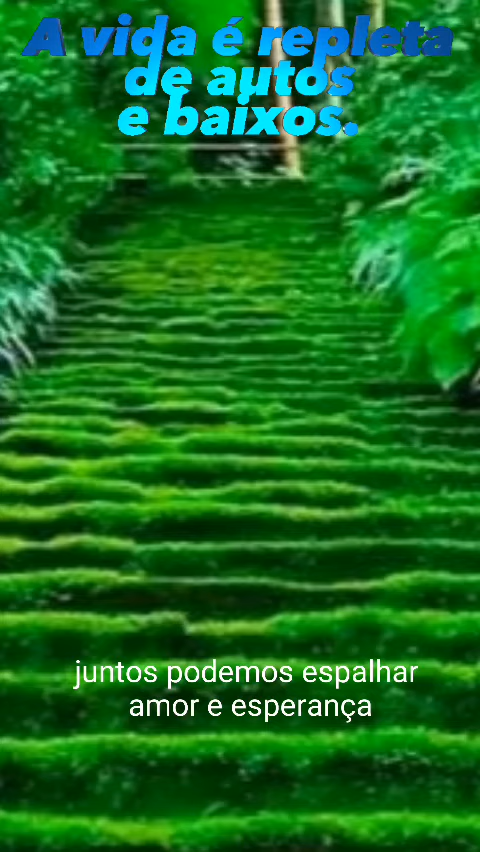 A vida é repleta
de autos
e baixos.
juntos podemos espalhar
amor e esperança